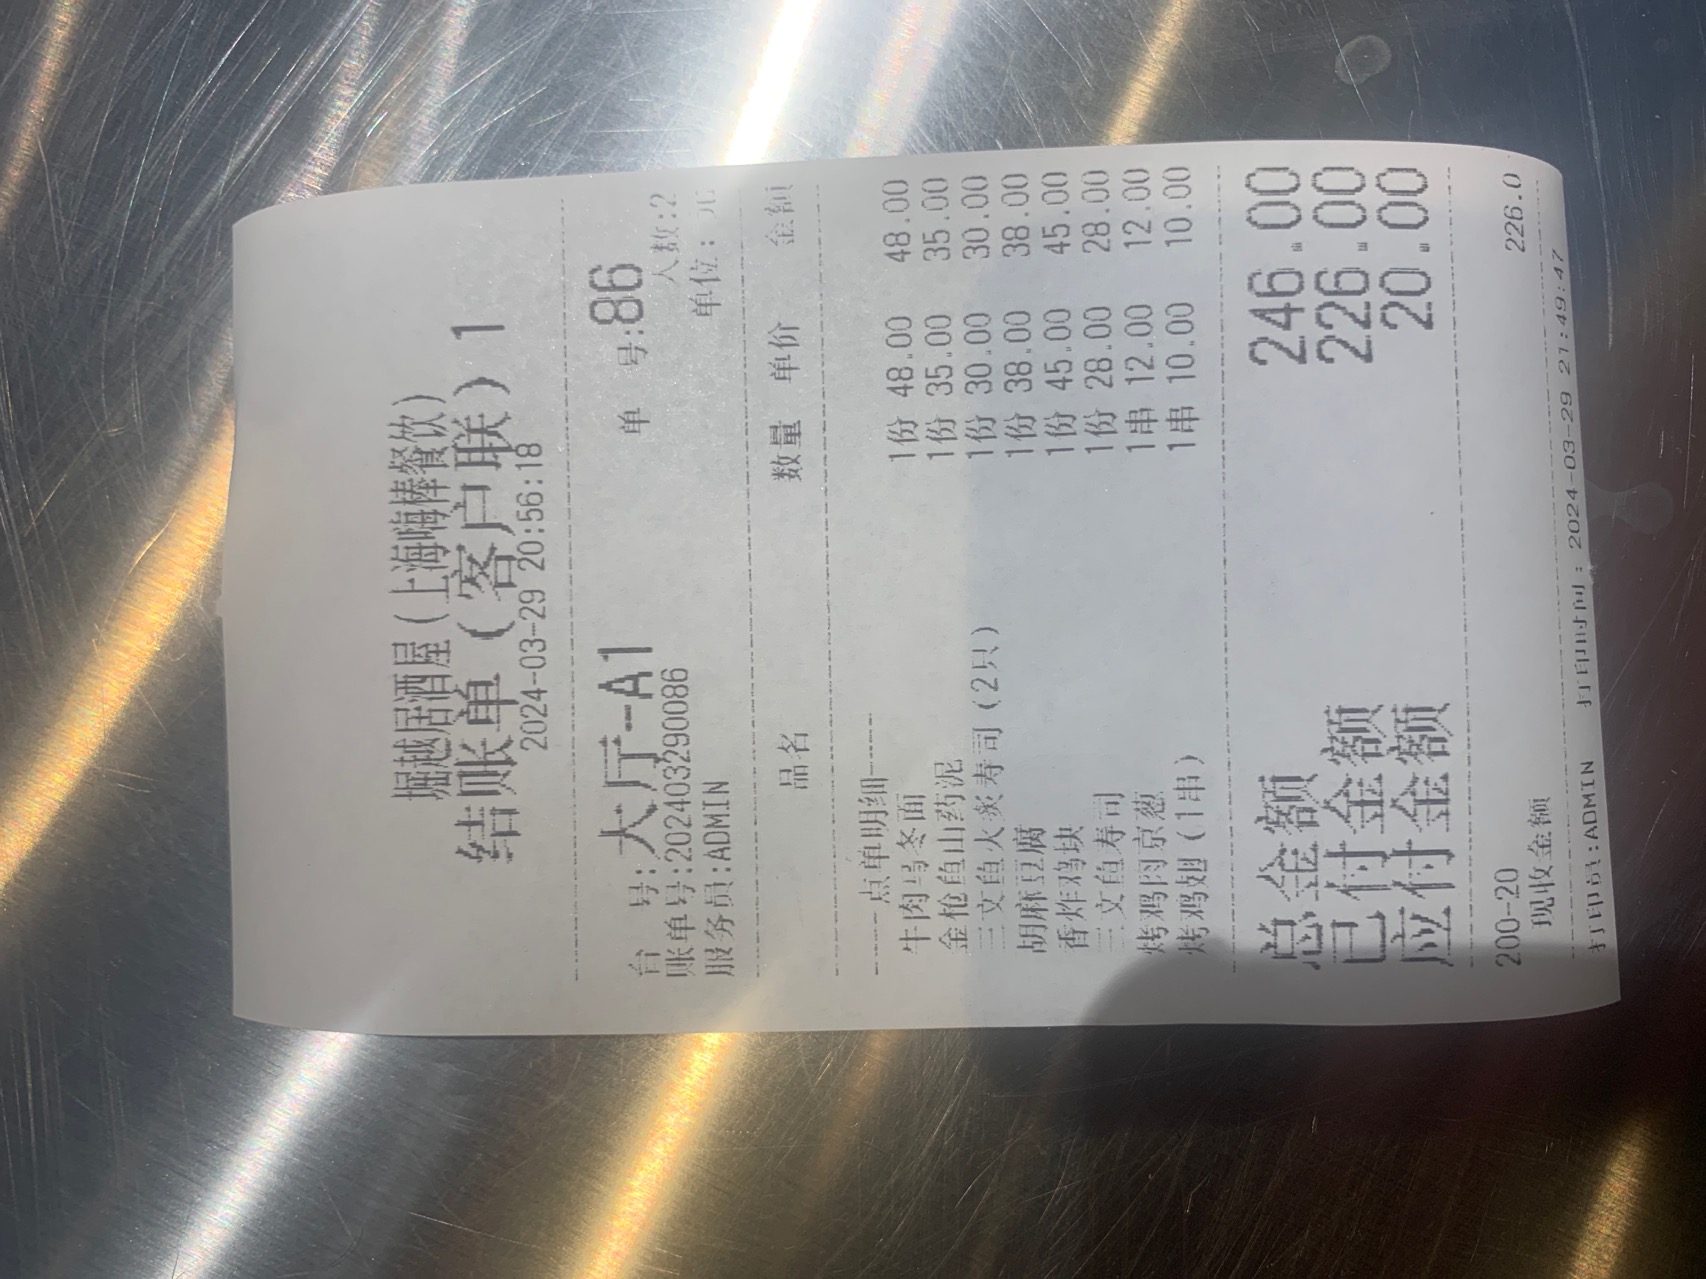 堀越居酒屋(上海嗨棒餐饮)
结账单(客户联) 1
2024-03-29 20:56:18
台 号:大厅-A1 单 号:86
账单号:202403290086 人数:2
服务员:ADMIN 单位:元
品名 数量 单价 金额
----点单明细----
牛肉乌冬面 1份 48.00 48.00
金枪鱼山药泥 1份 35.00 35.00
三文鱼火炙寿司(2只) 1份 30.00 30.00
胡麻豆腐 1份 38.00 38.00
香炸鸡块 1份 45.00 45.00
三文鱼寿司 1份 28.00 28.00
烤鸡肉京葱 1串 12.00 12.00
烤鸡翅(1串) 1串 10.00 10.00
总金额 246.00
已付金额 226.00
应付金额 20.00
200-20 226.0
现收金额
打印员:ADMIN 打印时间:2024-03-29 21:49:47